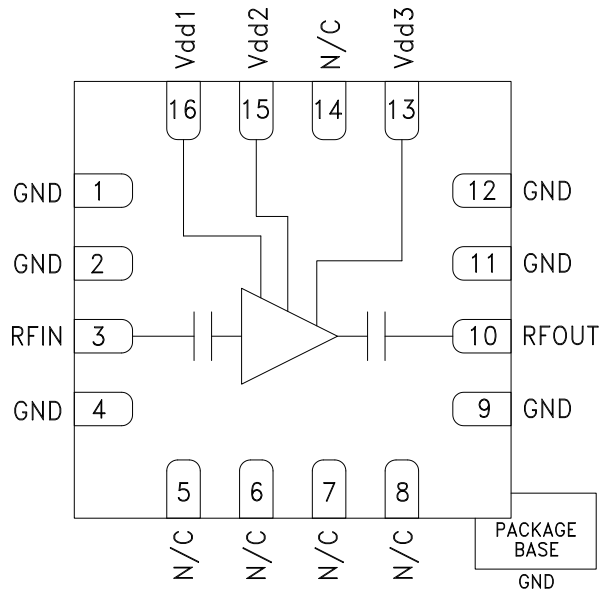 Vdd1 Vdd2 N/C Vdd3
16 15 14 13
GND 1 12 GND
GND 2 11 GND
RFIN 3 10 RFOUT
GND 4 9 GND
5 6 7 8
N/C N/C N/C N/C
PACKAGE
BASE
GND